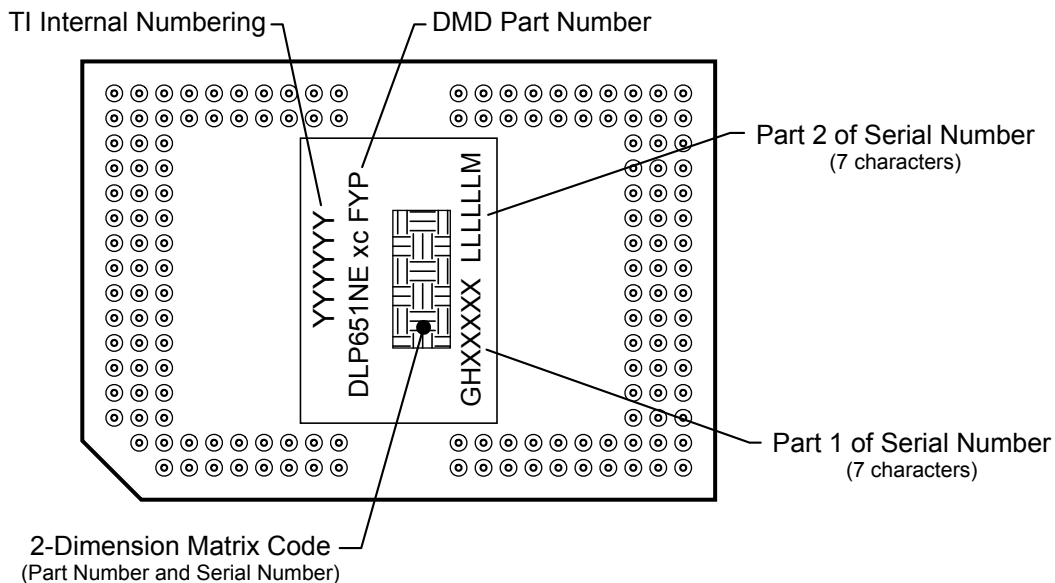 TI Internal Numbering
DMD Part Number
Part 2 of Serial Number
(7 characters)
YYYYYYY
DLP651NE xc FYP
GHXXXXX LLLLLLM
Part 1 of Serial Number
(7 characters)
2-Dimension Matrix Code
(Part Number and Serial Number)